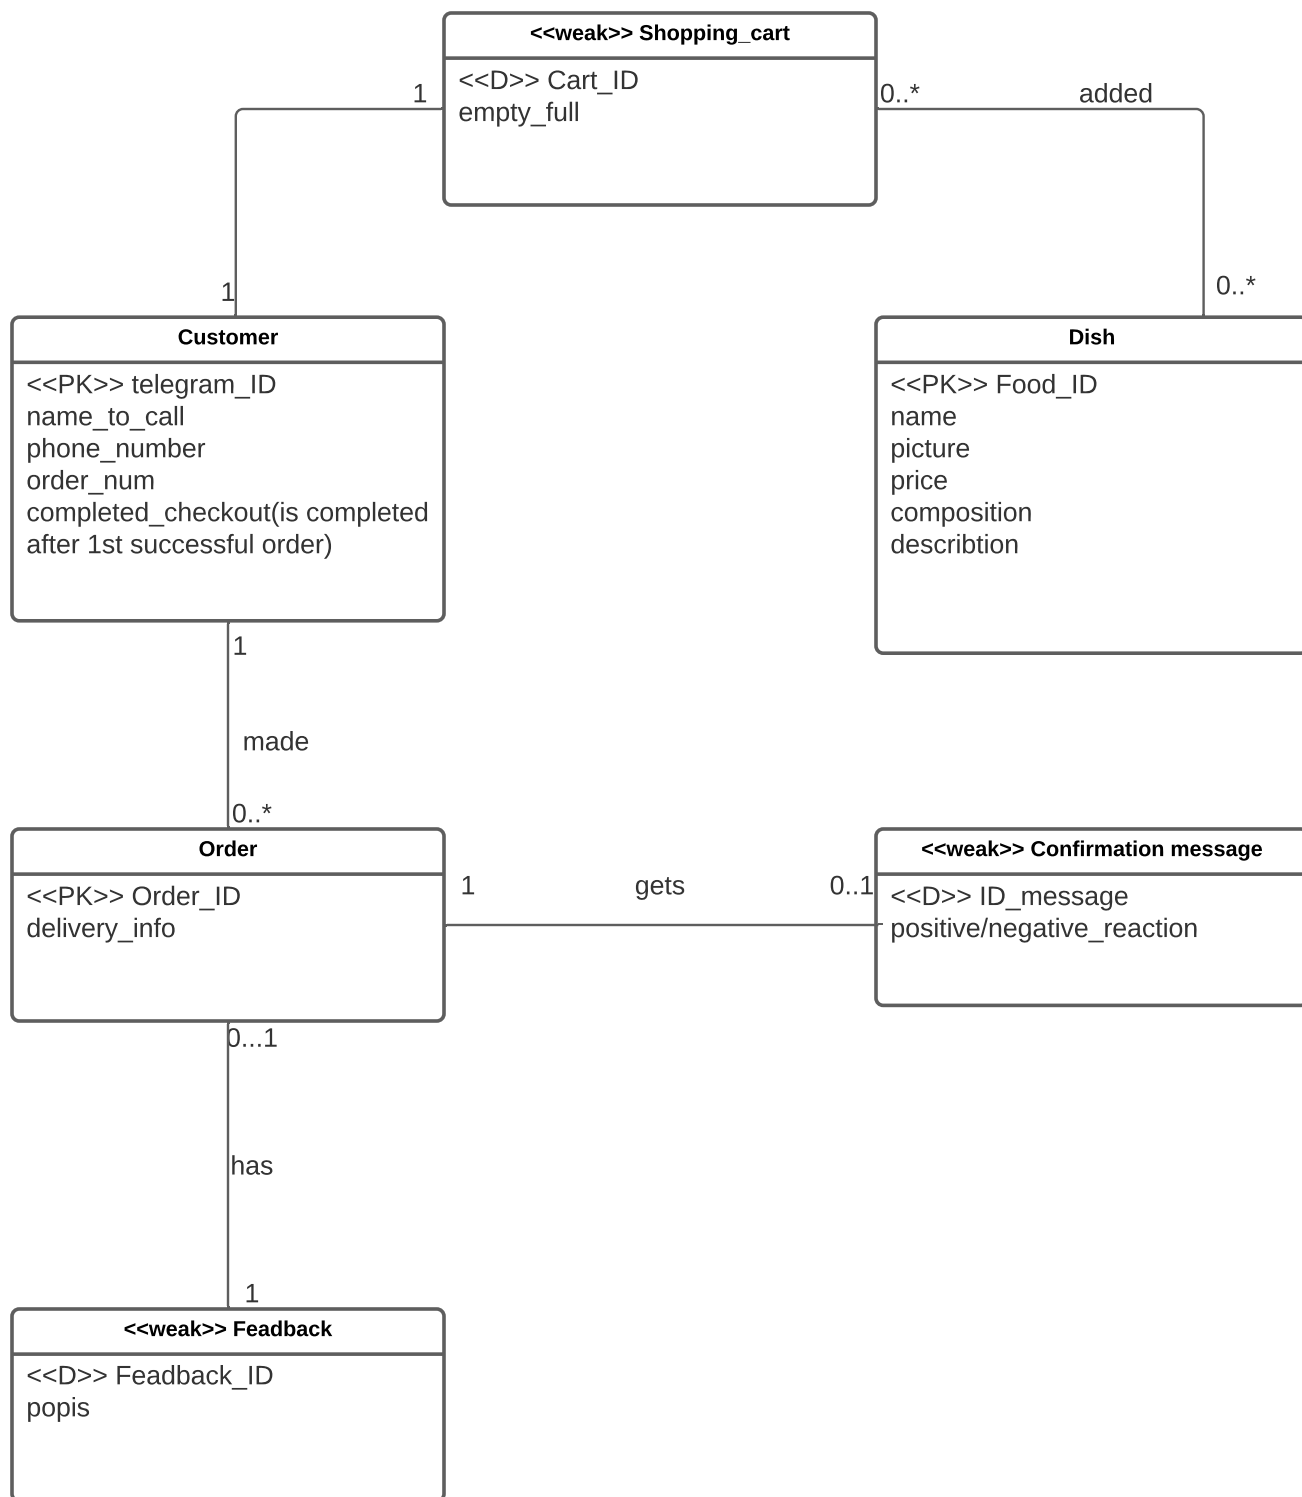 <<weak>> Shopping_cart
<<D>> Cart_ID
empty_full
1
0..*
added
1
0..*
Customer
<<PK>> telegram_ID
name_to_call
phone_number
order_num
completed_checkout(is completed
after 1st successful order)
Dish
<<PK>> Food_ID
name
picture
price
composition
describtion
1
made
0..*
Order
<<PK>> Order_ID
delivery_info
1
gets
0..1
<<weak>> Confirmation message
<<D>> ID_message
positive/negative_reaction
0...1
has
1
<<weak>> Feadback
<<D>> Feadback_ID
popis